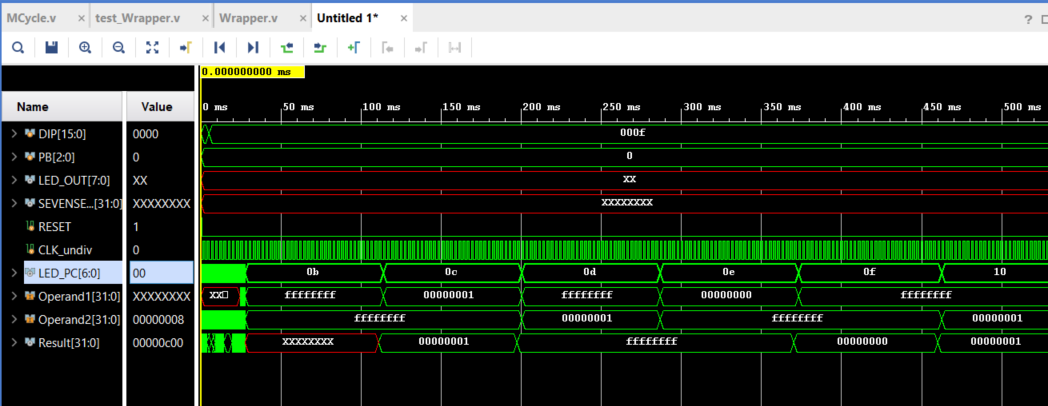 MCycle.v × test_Wrapper.v × Wrapper.v × Untitled 1* × ?
0.000000000 ms
Name Value 0 ms 50 ms 100 ms 150 ms 200 ms 250 ms 300 ms 350 ms 400 ms 450 ms 500 ms
DIP[15:0] 0000 000f
PB[2:0] 0 0
LED_OUT[7:0] XX XX
SEVENSE...[31:0] XXXXXXXX XXXXXXXX
RESET 1
CLK_undiv 0
LED_PC[6:0] 00 0b 0c 0d 0e 0f 10
Operand1[31:0] XXXXXXXX XX ffffffff 00000001 ffffffff 00000000 ffffffff
Operand2[31:0] 00000008 ffffffff 00000001 ffffffff 00000001
Result[31:0] 00000c00 XXXXXXXX 00000001 ffffffff 00000000 00000001